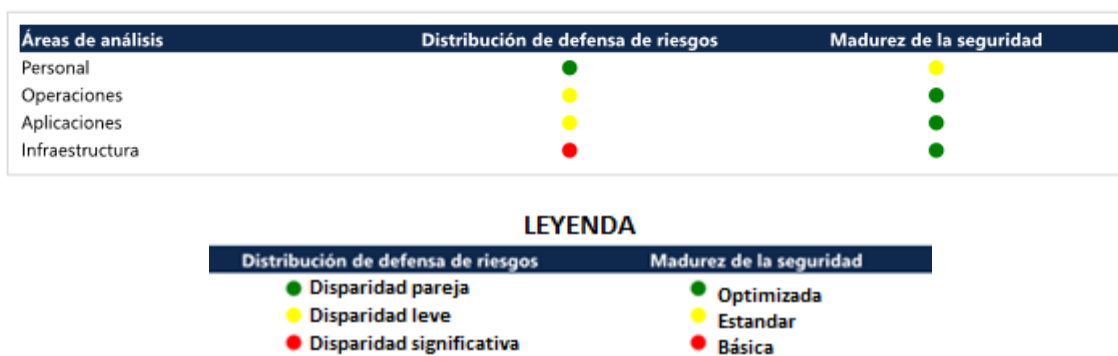 Áreas de análisis Distribución de defensa de riesgos Madurez de la seguridad
Personal
Operaciones
Aplicaciones
Infraestructura
LEYENDA
Distribución de defensa de riesgos Madurez de la seguridad
Disparidad pareja Optimizada
Disparidad leve Estandar
Disparidad significativa Básica